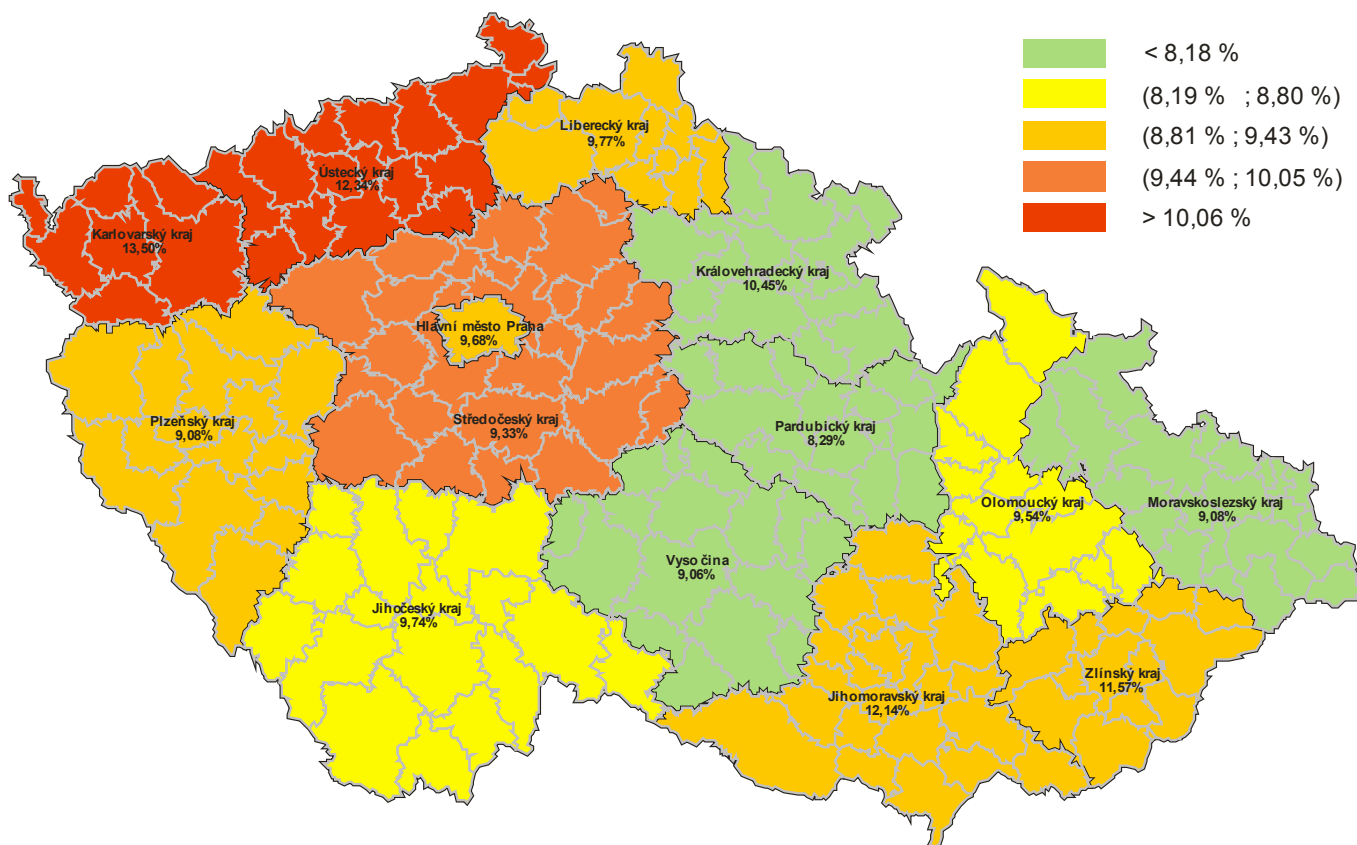 < 8,18 %
(8,19 % ; 8,80 %)
(8,81 % ; 9,43 %)
(9,44 % ; 10,05 %)
> 10,06 %
Liberecký kraj
9,77%
Ústecký kraj
12,34%
Karlovarský kraj
13,50%
Královehradecký kraj
10,45%
Hlavní město Praha
9,68%
Plzeňský kraj
9,08%
Středočeský kraj
9,33%
Pardubický kraj
8,29%
Olomoucký kraj
9,54%
Moravskoslezský kraj
9,08%
Vysočina
9,06%
Jihočeský kraj
9,74%
Zlínský kraj
11,57%
Jihomoravský kraj
12,14%